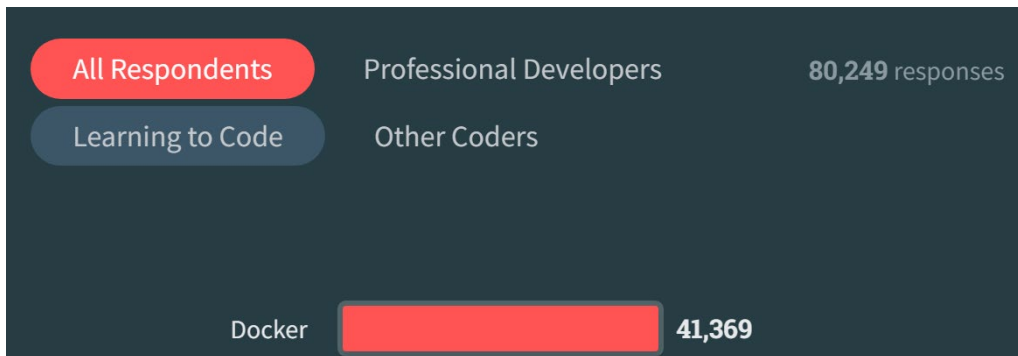 All Respondents Professional Developers 80,249 responses
Learning to Code Other Coders
Docker 41,369